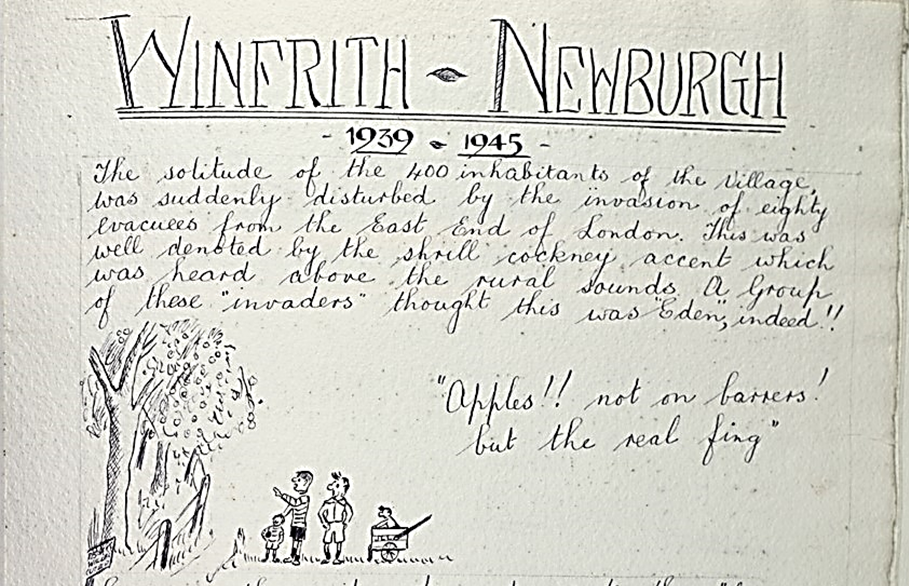 WINFRITH - NEWBURGH
- 1939 - 1945 -
The solitude of the 400 inhabitants of the village,
was suddenly disturbed by the invasion of eighty
evacuees from the East End of London. This was
well denoted by the shrill cockney accent which
was heard above the rural sounds. A Group
of these "invaders" thought this was "Eden", indeed!!
"Apples!! not on barrers!
but the real fing"